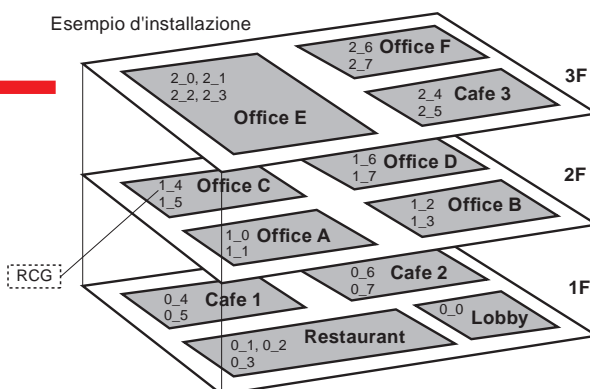 Esempio d'installazione
2_0, 2_1
2_2, 2_3
Office E
2_6 Office F
2_7
2_4 Cafe 3
2_5
3F
1_4 Office C
1_5
1_6 Office D
1_7
1_0 Office A
1_1
1_2 Office B
1_3
2F
RCG
0_4 Cafe 1
0_5
0_6 Cafe 2
0_7
0_1, 0_2 Restaurant
0_3
0_0 Lobby
1F